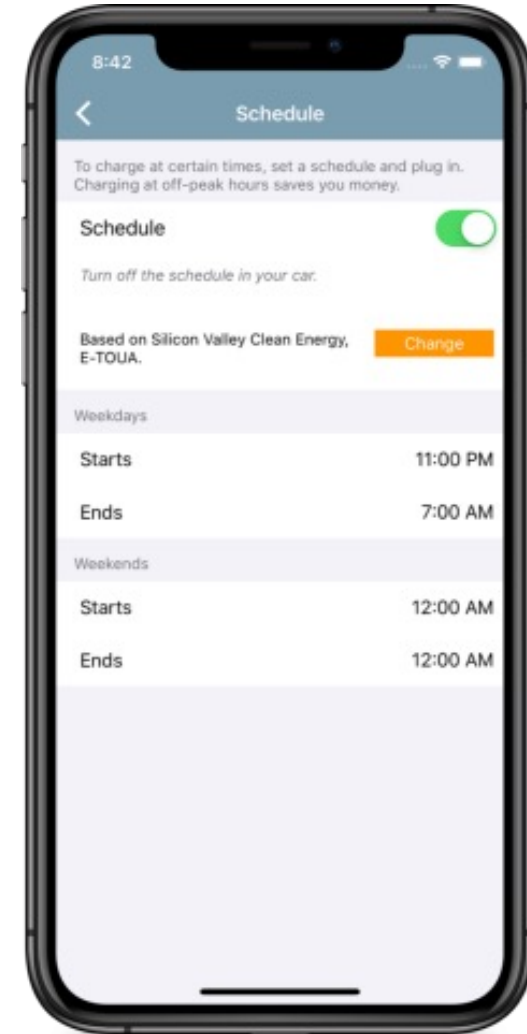 8:42
Schedule
To charge at certain times, set a schedule and plug in.
Charging at off-peak hours saves you money.
Schedule
Turn off the schedule in your car.
Based on Silicon Valley Clean Energy,
E-TOUA.
Change
Weekdays
Starts 11:00 PM
Ends 7:00 AM
Weekends
Starts 12:00 AM
Ends 12:00 AM